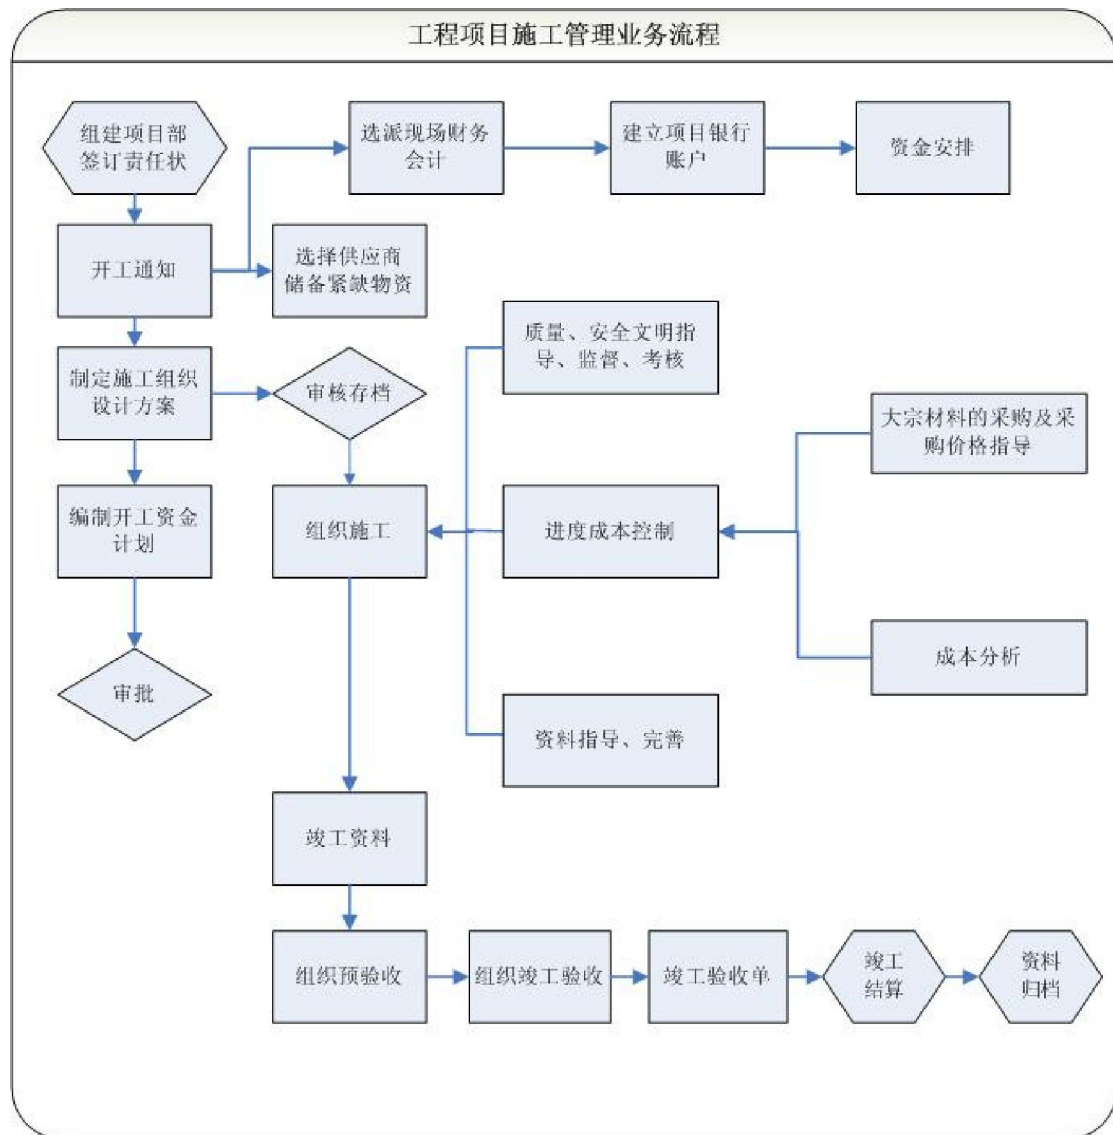 工程项目施工管理业务流程
组建项目部
签订责任状
选派现场财务
会计
建立项目银行
账户
资金安排
开工通知
选择供应商
储备紧缺物资
质量、安全文明指
导、监督、考核
制定施工组织
设计方案
审核存档
大宗材料的采购及采
购价格指导
编制开工资金
计划
组织施工
进度成本控制
成本分析
审批
资料指导、完善
竣工资料
组织预验收
组织竣工验收
竣工验收单
竣工
结算
资料
归档